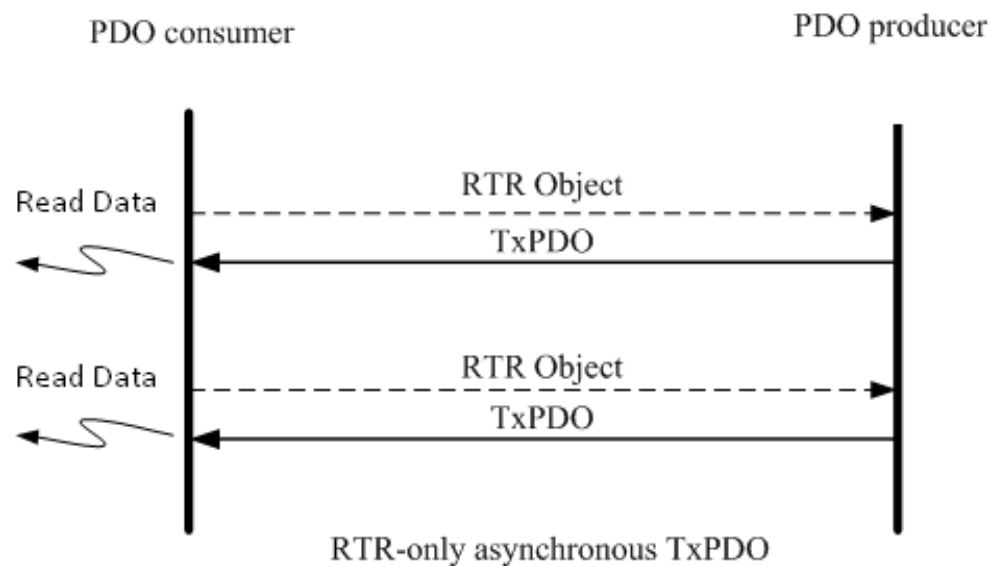 PDO consumer
PDO producer
RTR Object
Read Data
TxPDO
RTR Object
Read Data
TxPDO
RTR-only asynchronous TxPDO